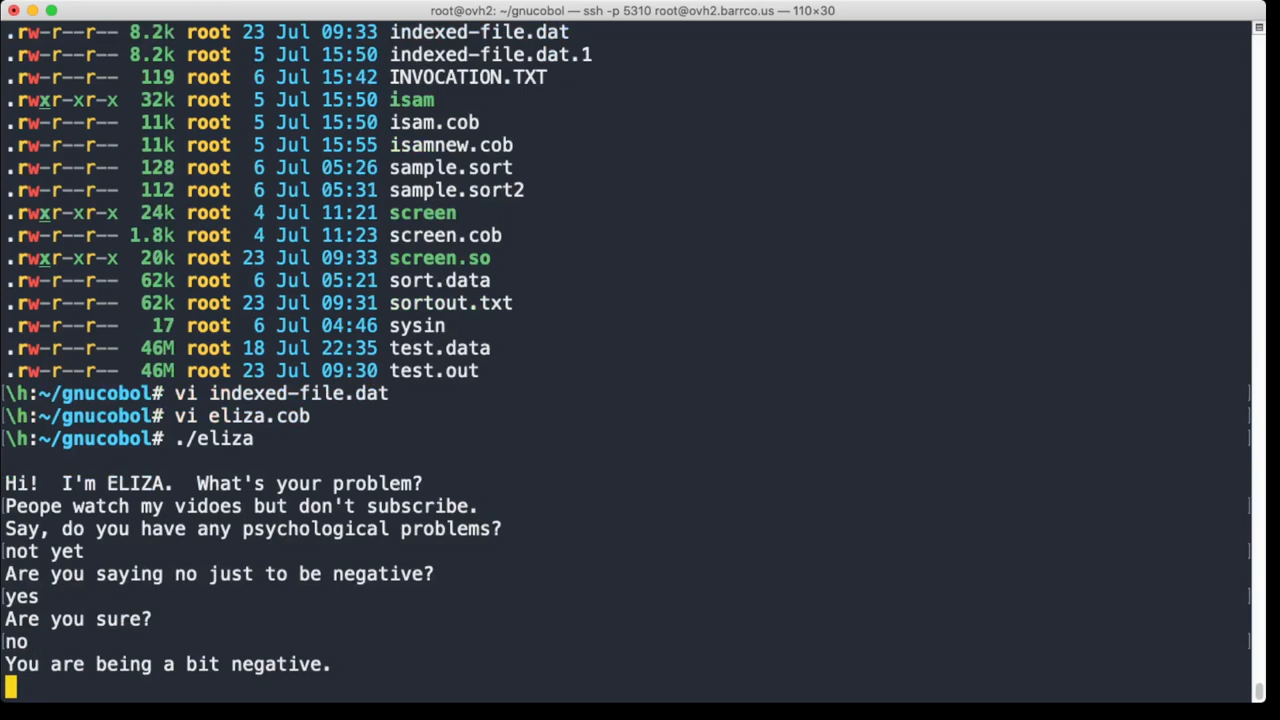 root@ovh2: ~/gnucobol — ssh -p 5310 root@ovh2.barrco.us — 110×30
.rw-r--r-- 8.2k root 23 Jul 09:33 indexed-file.dat
.rw-r--r-- 8.2k root  5 Jul 15:50 indexed-file.dat.1
.rw-r--r--  119 root  6 Jul 15:42 INVOCATION.TXT
.rwxr-xr-x  32k root  5 Jul 15:50 isam
.rw-r--r--  11k root  5 Jul 15:50 isam.cob
.rw-r--r--  11k root  5 Jul 15:55 isamnew.cob
.rw-r--r--  128 root  6 Jul 05:26 sample.sort
.rw-r--r--  112 root  6 Jul 05:31 sample.sort2
.rwxr-xr-x  24k root  4 Jul 11:21 screen
.rw-r--r-- 1.8k root  4 Jul 11:23 screen.cob
.rwxr-xr-x  20k root 23 Jul 09:33 screen.so
.rw-r--r--  62k root  6 Jul 05:21 sort.data
.rw-r--r--  62k root 23 Jul 09:31 sortout.txt
.rw-r--r--   17 root  6 Jul 04:46 sysin
.rw-r--r--  46M root 18 Jul 22:35 test.data
.rw-r--r--  46M root 23 Jul 09:30 test.out
\h:~/gnucobol# vi indexed-file.dat
\h:~/gnucobol# vi eliza.cob
\h:~/gnucobol# ./eliza
Hi!  I'm ELIZA.  What's your problem?
Peope watch my vidoes but don't subscribe.
Say, do you have any psychological problems?
not yet
Are you saying no just to be negative?
yes
Are you sure?
no
You are being a bit negative.